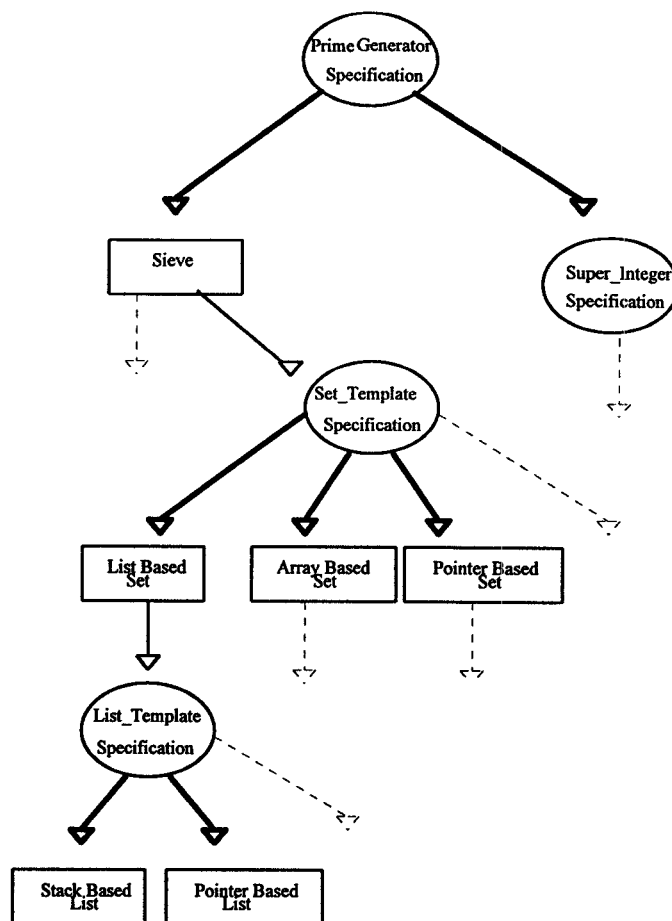 Prime Generator
Specification
Sieve
Super_Integer
Specification
Set_Template
Specification
List Based
Set
Array Based
Set
Pointer Based
Set
List_Template
Specification
Stack Based
List
Pointer Based
List